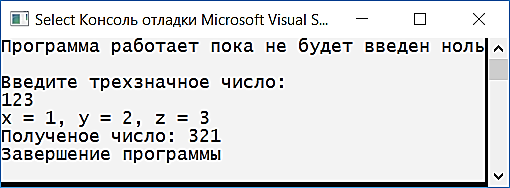 Select Консоль отладки Microsoft Visual S...
Программа работает пока не будет введен ноль
Введите трехзначное число:
123
x = 1, y = 2, z = 3
Полученое число: 321
Завершение программы